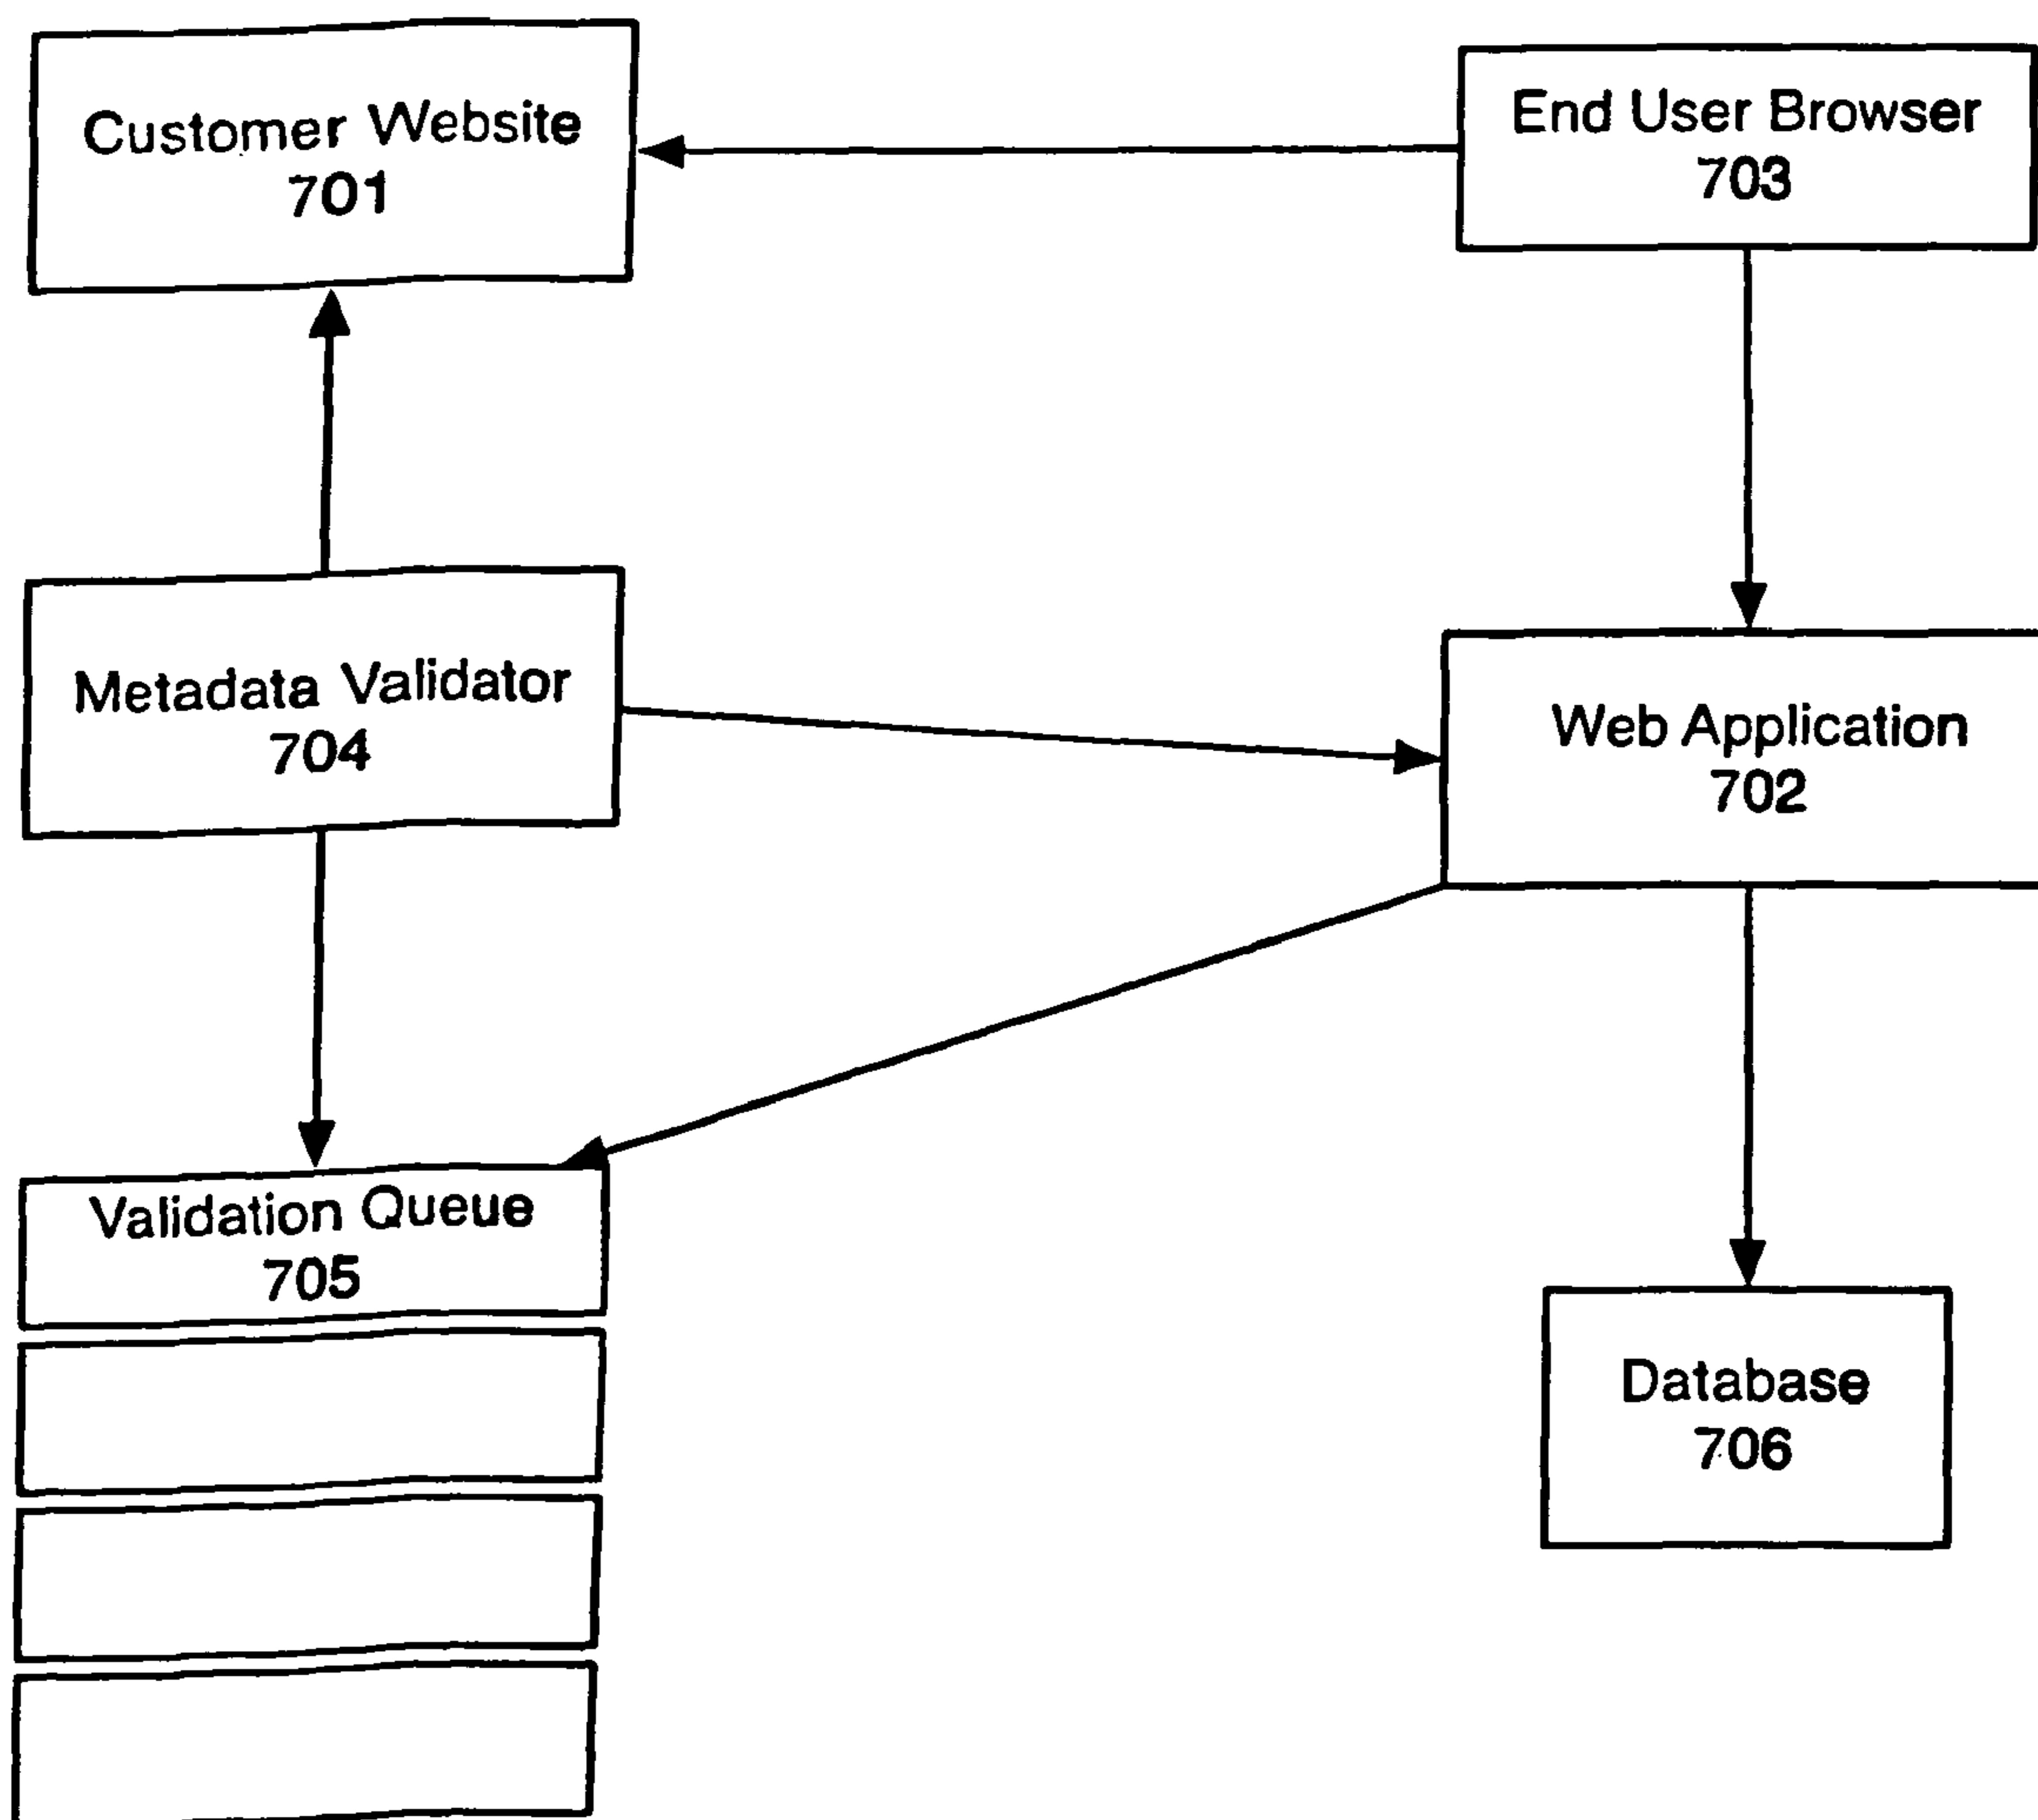 Customer Website
701
End User Browser
703
Metadata Validator
704
Web Application
702
Validation Queue
705
Database
706